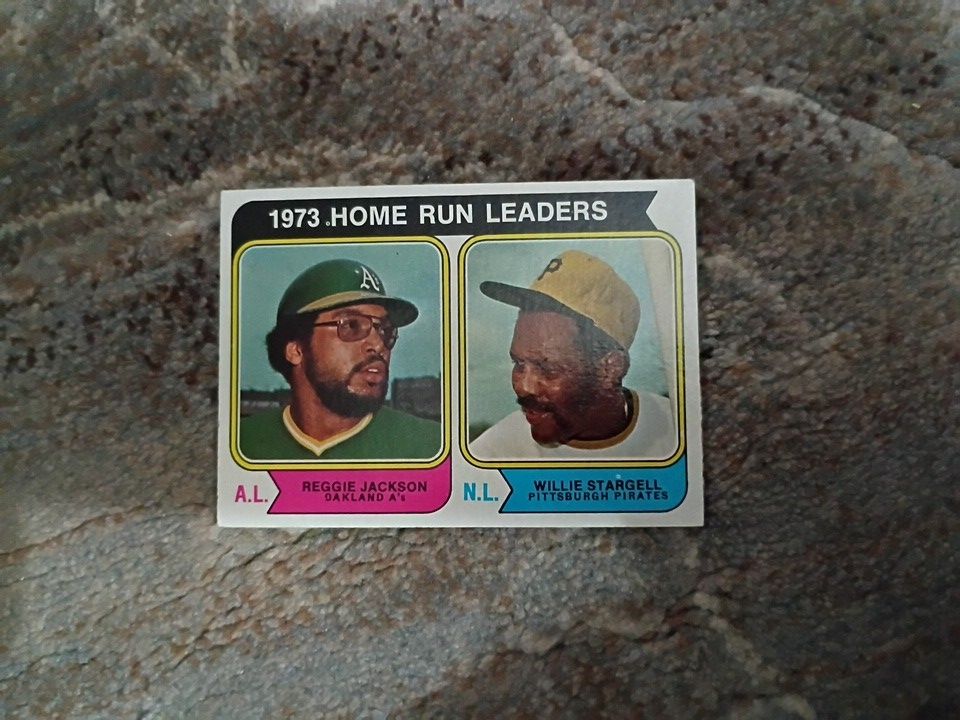 1973 HOME RUN LEADERS
A's
P
A.L.
REGGIE JACKSON
OAKLAND A's
N.L.
WILLIE STARGELL
PITTSBURGH PIRATES